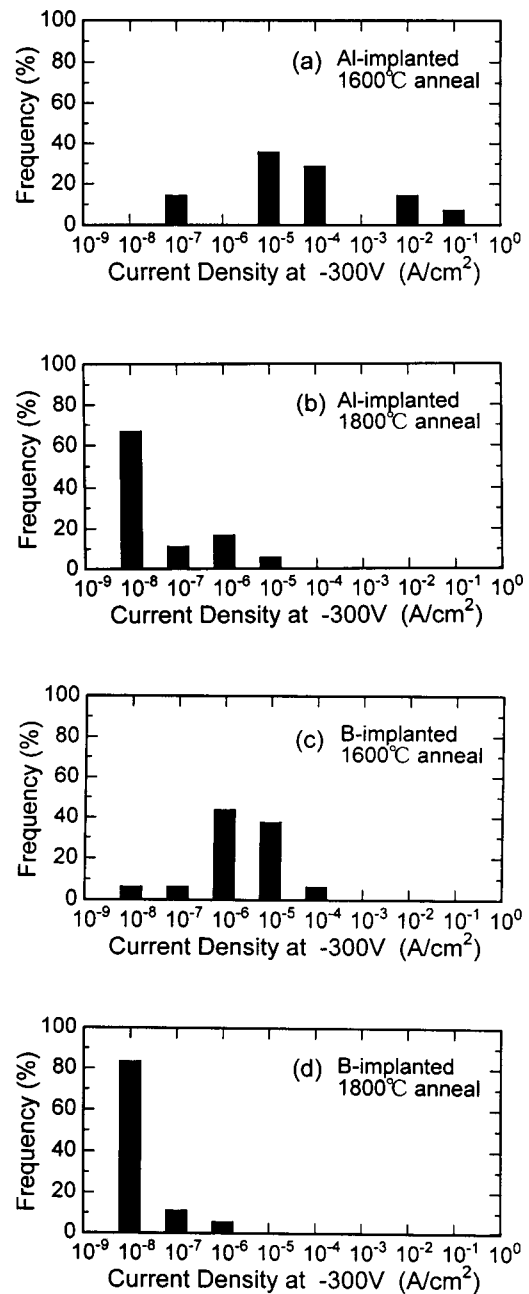 100
80
60
40
20
0
Frequency (%)
(a) Al-implanted
1600℃ anneal
10⁻⁹ 10⁻⁸ 10⁻⁷ 10⁻⁶ 10⁻⁵ 10⁻⁴ 10⁻³ 10⁻² 10⁻¹ 10⁰
Current Density at -300V (A/cm²)
100
80
60
40
20
0
Frequency (%)
(b) Al-implanted
1800℃ anneal
10⁻⁹ 10⁻⁸ 10⁻⁷ 10⁻⁶ 10⁻⁵ 10⁻⁴ 10⁻³ 10⁻² 10⁻¹ 10⁰
Current Density at -300V (A/cm²)
100
80
60
40
20
0
Frequency (%)
(c) B-implanted
1600℃ anneal
10⁻⁹ 10⁻⁸ 10⁻⁷ 10⁻⁶ 10⁻⁵ 10⁻⁴ 10⁻³ 10⁻² 10⁻¹ 10⁰
Current Density at -300V (A/cm²)
100
80
60
40
20
0
Frequency (%)
(d) B-implanted
1800℃ anneal
10⁻⁹ 10⁻⁸ 10⁻⁷ 10⁻⁶ 10⁻⁵ 10⁻⁴ 10⁻³ 10⁻² 10⁻¹ 10⁰
Current Density at -300V (A/cm²)